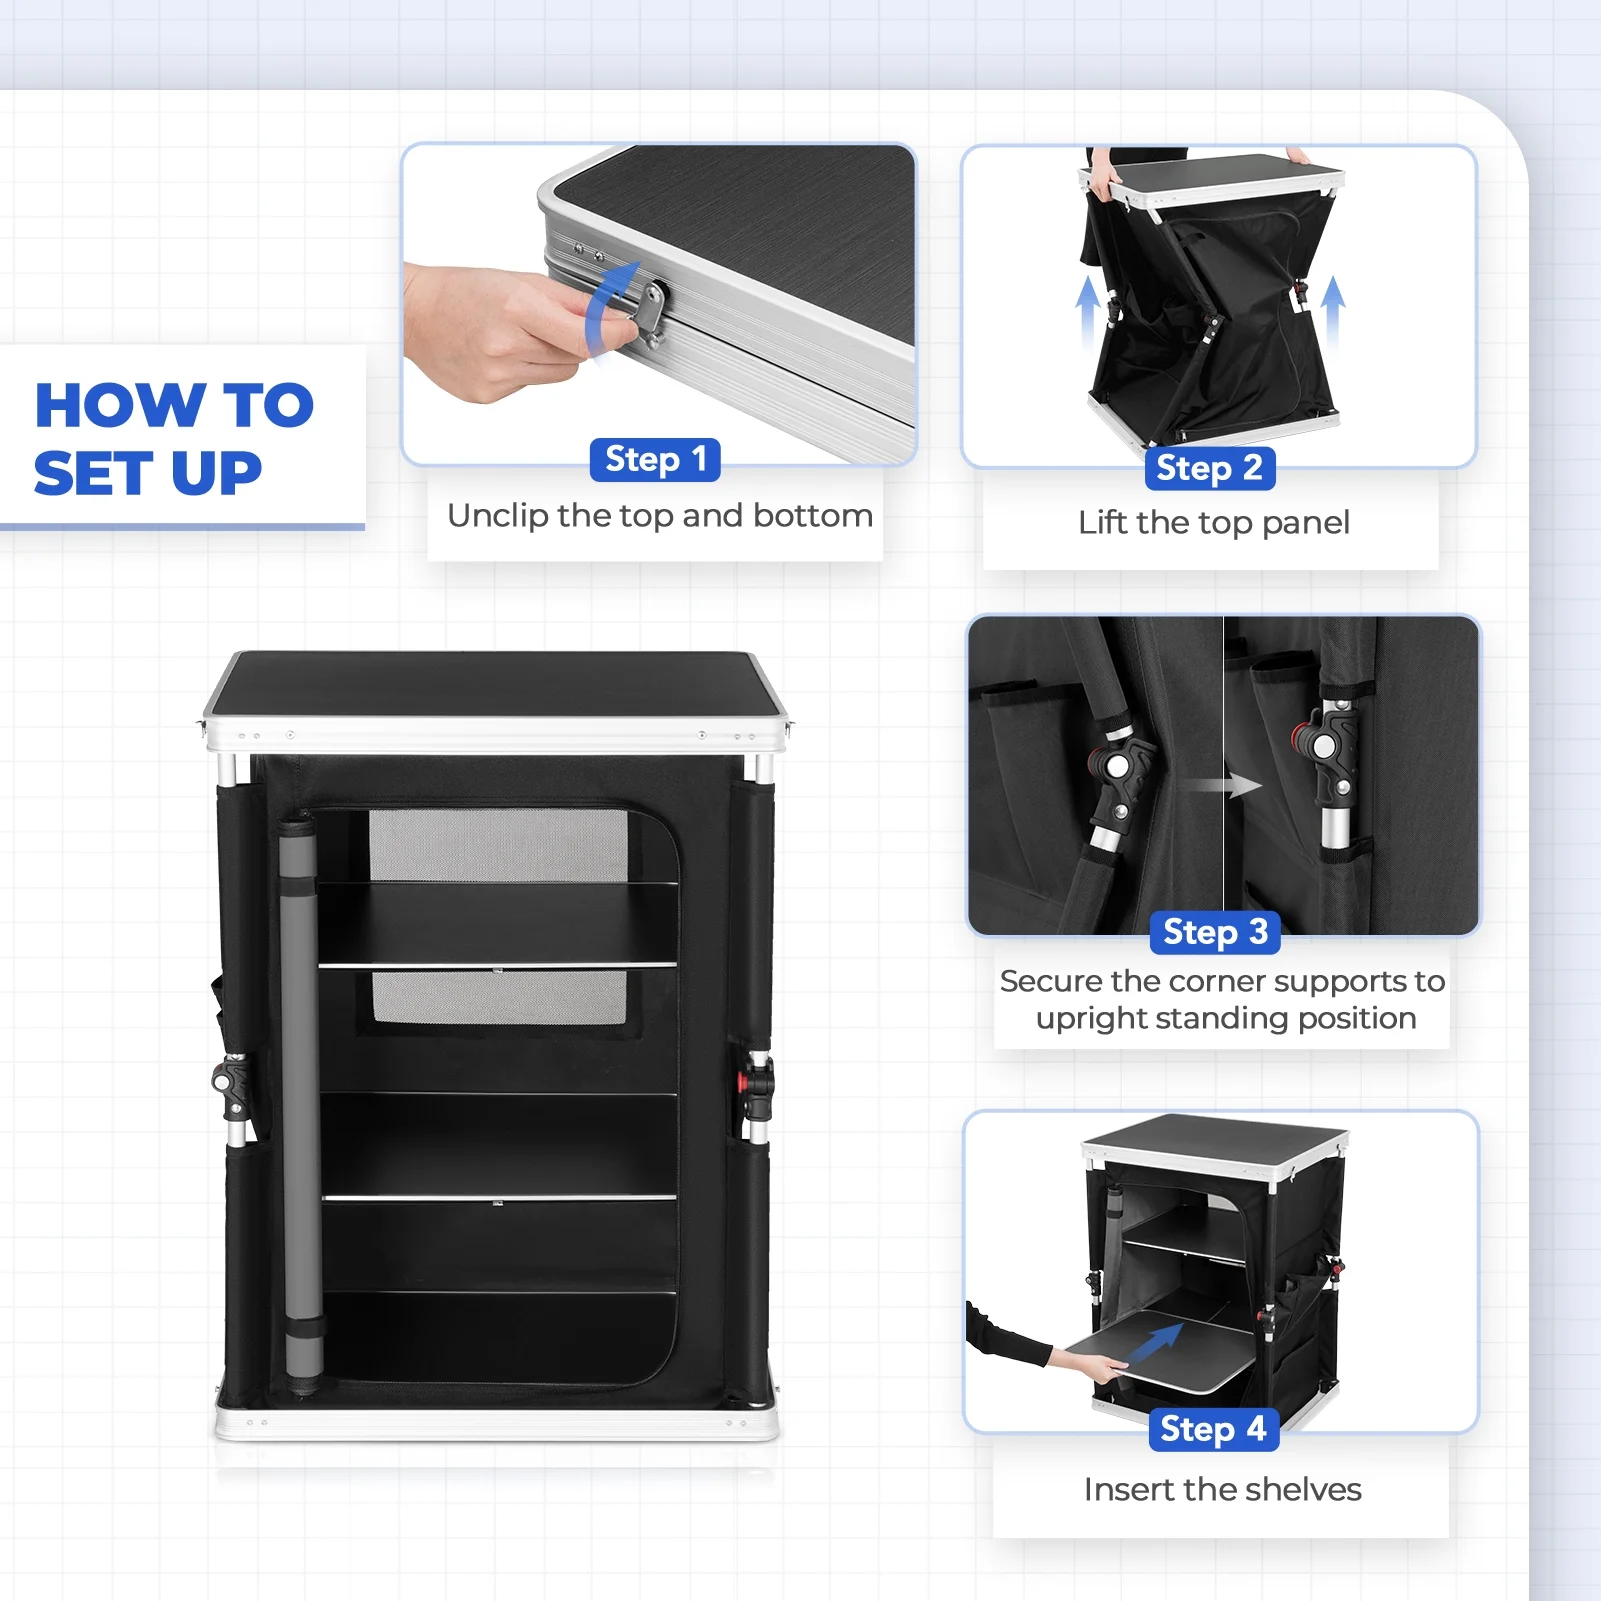 HOW TO
SET UP
Step 1
Unclip the top and bottom
Step 2
Lift the top panel
Step 3
Secure the corner supports to
upright standing position
Step 4
Insert the shelves